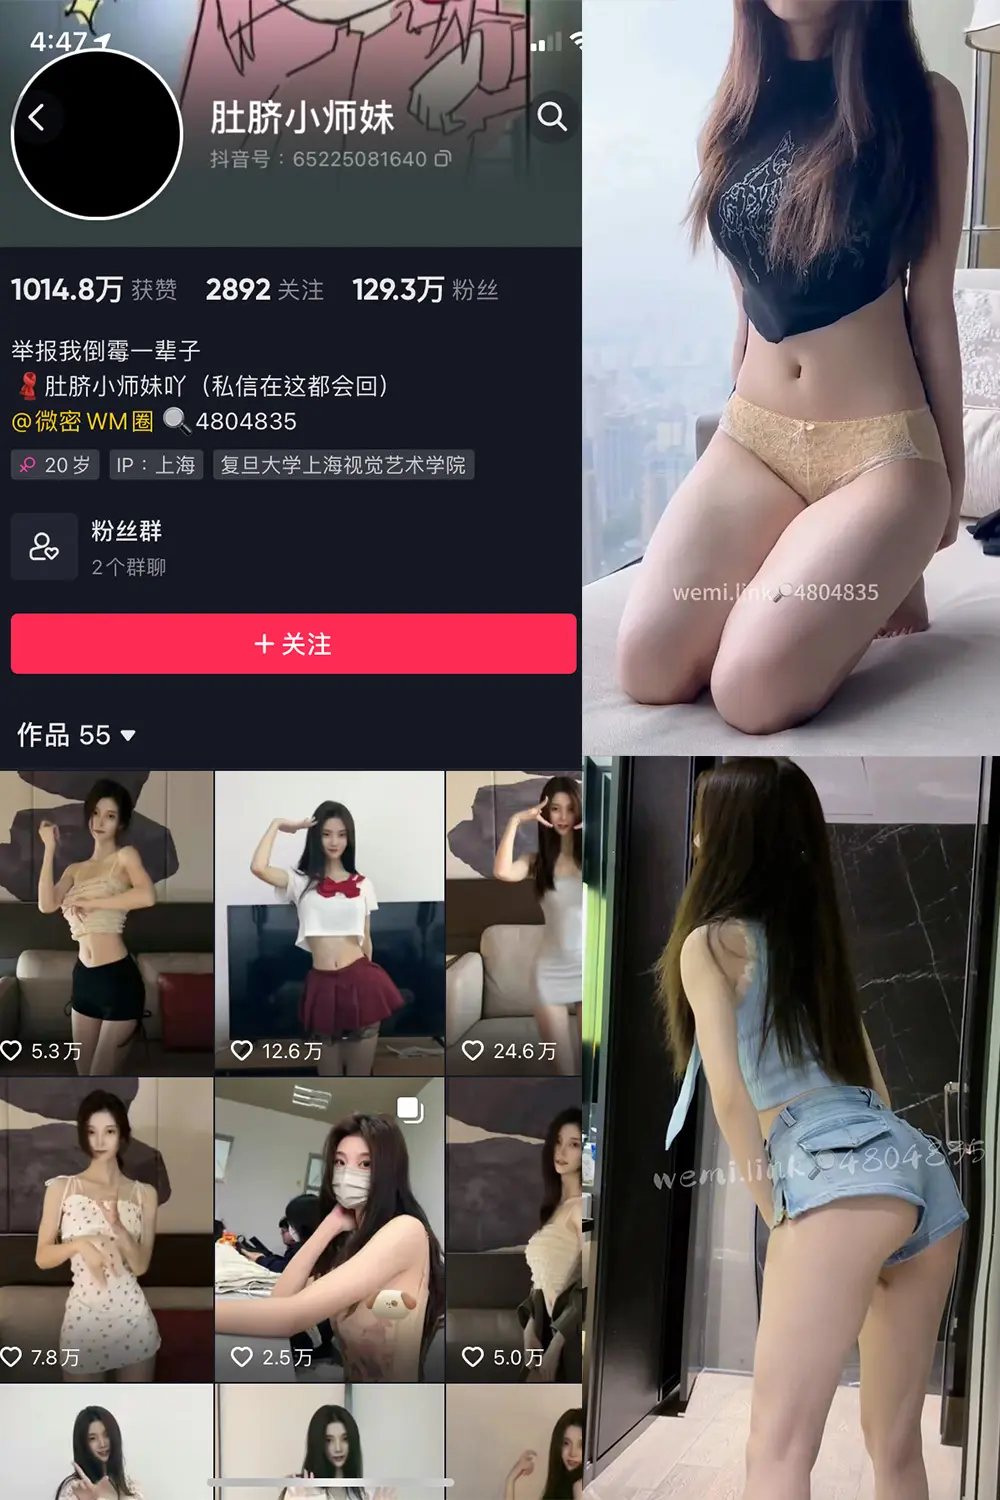 4:47
肚脐小师妹
抖音号：65225081640
1014.8万 获赞 2892 关注 129.3万 粉丝
举报我倒霉一辈子
肚脐小师妹吖（私信在这都会回）
@微密 WM 圈 🔍 4804835
20岁 IP：上海 复旦大学上海视觉艺术学院
粉丝群
2个群聊
+ 关注
作品 55
5.3万
12.6万
24.6万
7.8万
2.5万
5.0万
wemi.link🔎4804835
wemi.link🔎4804835